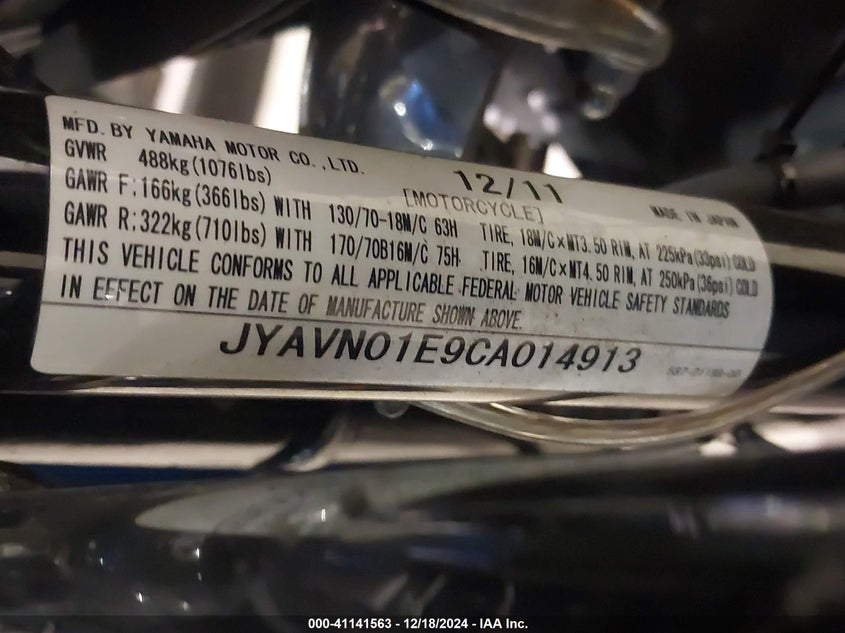 MFD. BY YAMAHA MOTOR CO.,LTD.
12/11
MADE IN JAPAN
GVWR 488kg(1076lbs)
[MOTORCYCLE]
GAWR F:166kg(366lbs) WITH 130/70-18M/C 63H TIRE, 18M/C×MT3.50 RIM, AT 225kPa(33psi) COLD
GAWR R:322kg(710lbs) WITH 170/70B16M/C 75H TIRE, 16M/C×MT4.50 RIM, AT 250kPa(36psi) COLD
THIS VEHICLE CONFORMS TO ALL APPLICABLE FEDERAL MOTOR VEHICLE SAFETY STANDARDS
IN EFFECT ON THE DATE OF MANUFACTURE SHOWN ABOVE.
JYAVN01E9CA014913
000-41141563 - 12/18/2024 - IAA Inc.